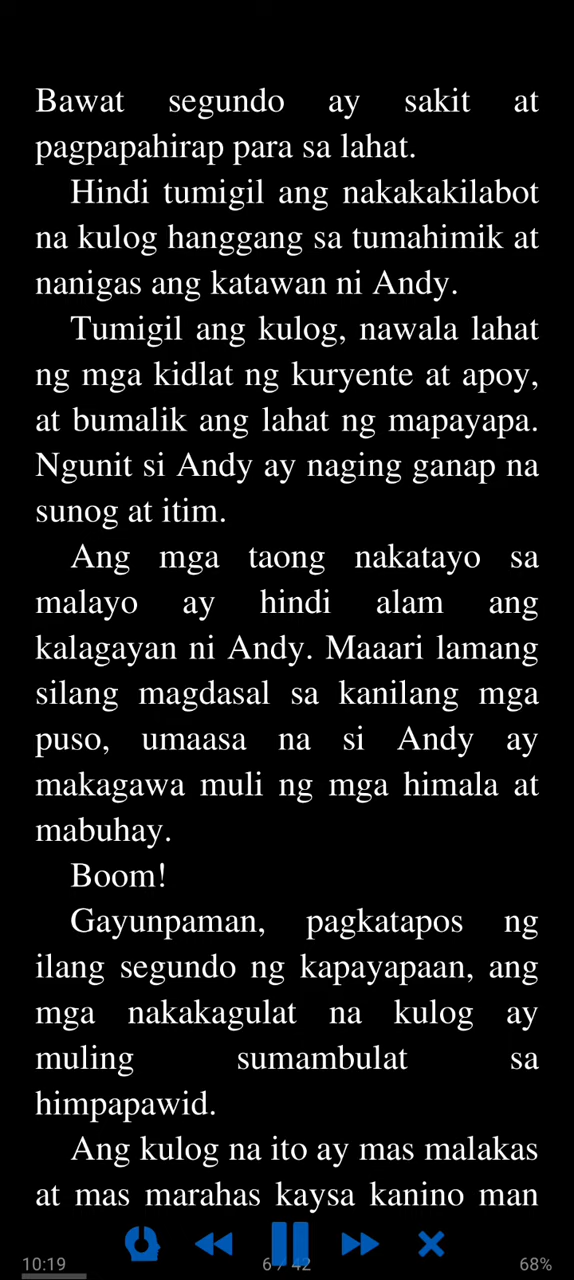 Bawat segundo ay sakit at
pagpapahirap para sa lahat.
Hindi tumigil ang nakakakilabot
na kulog hanggang sa tumahimik at
nanigas ang katawan ni Andy.
Tumigil ang kulog, nawala lahat
ng mga kidlat ng kuryente at apoy,
at bumalik ang lahat ng mapayapa.
Ngunit si Andy ay naging ganap na
sunog at itim.
Ang mga taong nakatayo sa
malayo ay hindi alam ang
kalagayan ni Andy. Maaari lamang
silang magdasal sa kanilang mga
puso, umaasa na si Andy ay
makagawa muli ng mga himala at
mabuhay.
Boom!
Gayunpaman, pagkatapos ng
ilang segundo ng kapayapaan, ang
mga nakakagulat na kulog ay
muling sumambulat sa
himpapawid.
Ang kulog na ito ay mas malakas
at mas marahas kaysa kanino man
10:19 6 / 42 68%